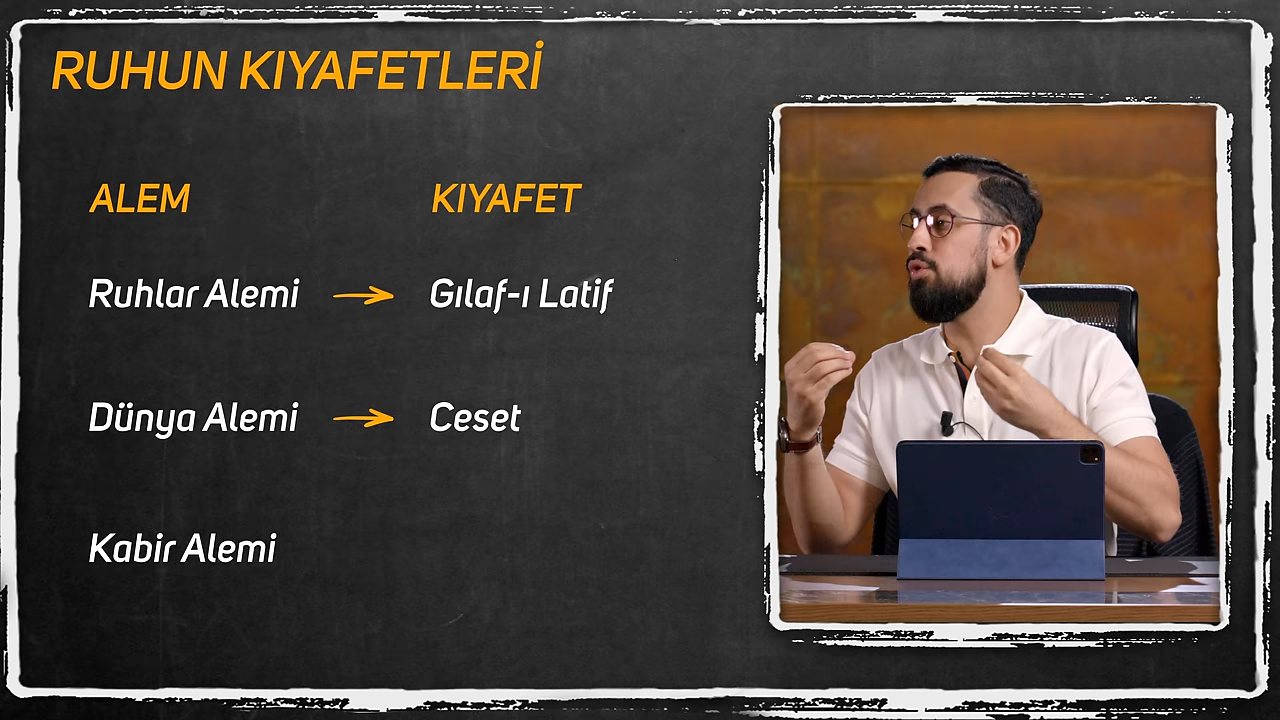 RUHUN KIYAFETLERİ
ALEM KIYAFET
Ruhlar Alemi → Gılaf-ı Latif
Dünya Alemi → Ceset
Kabir Alemi